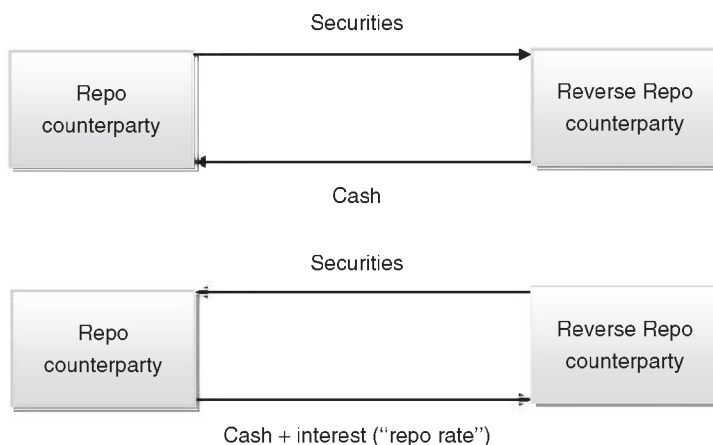 Securities
Repo
counterparty
Reverse Repo
counterparty
Cash
Securities
Repo
counterparty
Reverse Repo
counterparty
Cash + interest (“repo rate”)